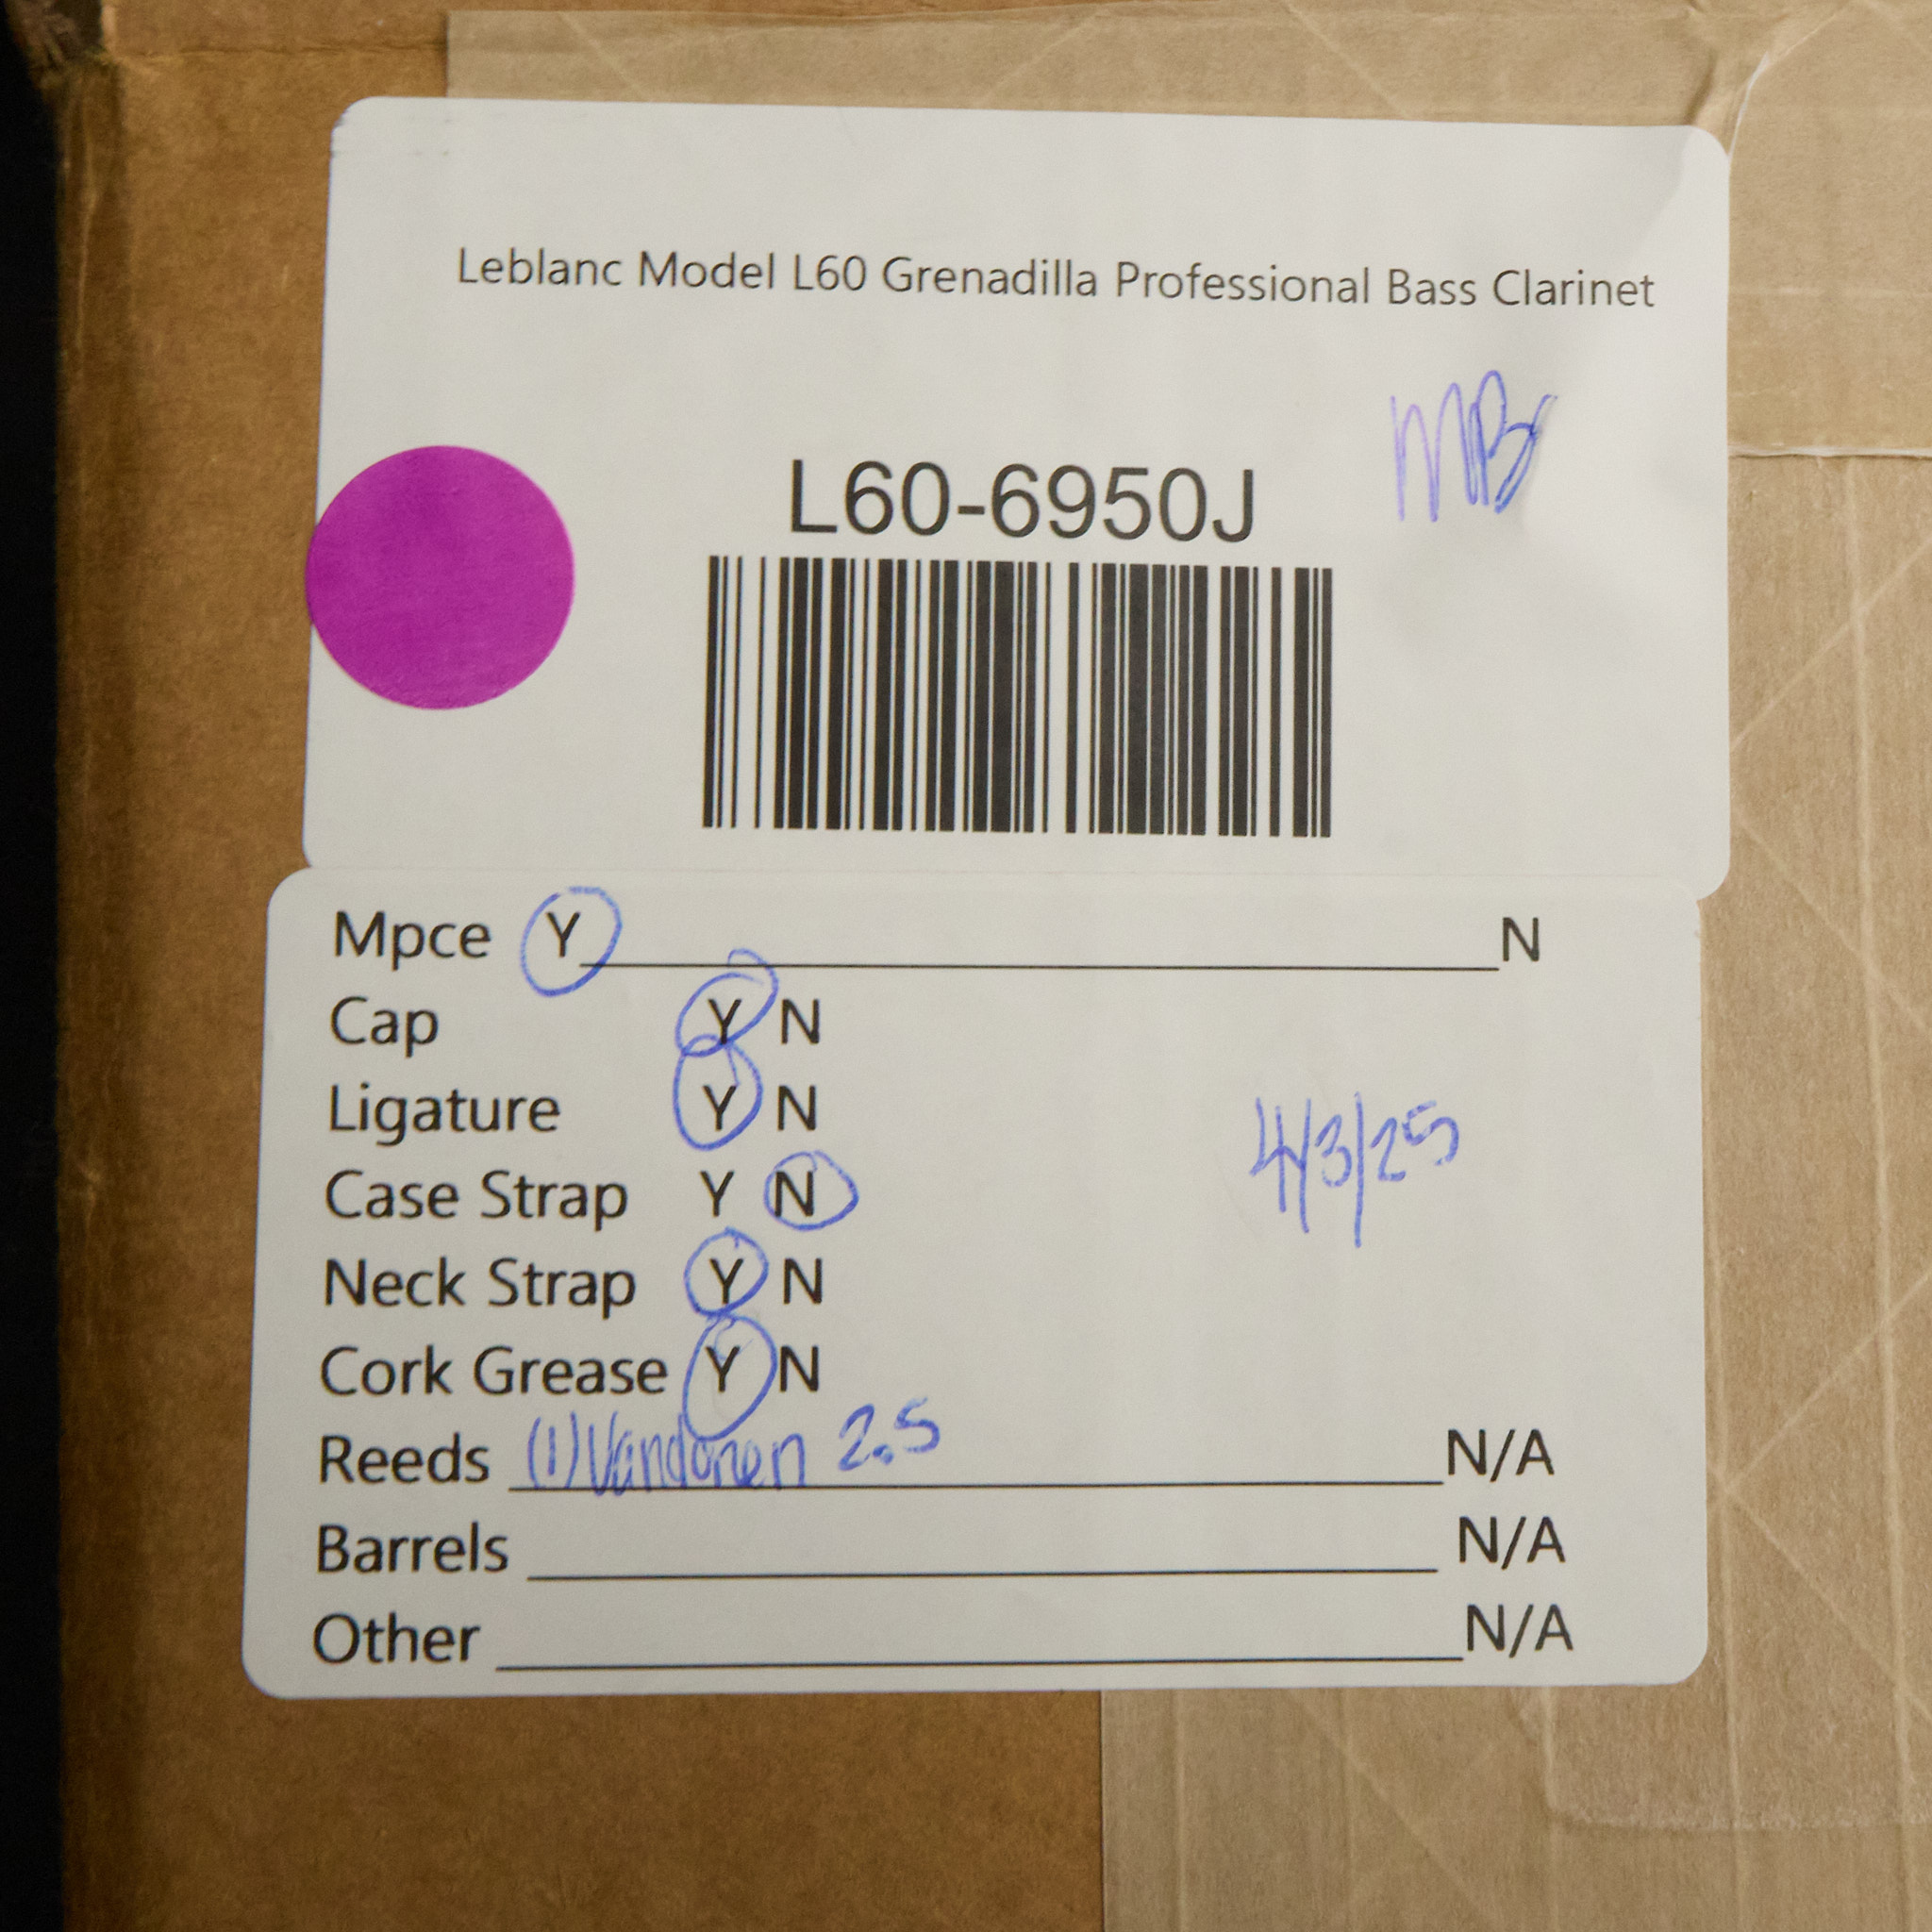 Leblanc Model L60 Grenadilla Professional Bass Clarinet
MB
L60-6950J
Mpce Y N
Cap Y N
Ligature Y N
4/3/25
Case Strap Y N
Neck Strap Y N
Cork Grease Y N
Reeds (1) Vandoren 2.5 N/A
Barrels N/A
Other N/A